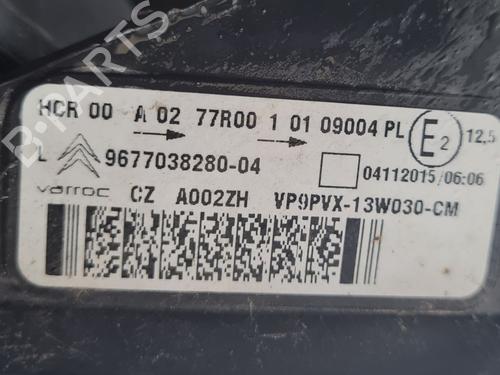 B-PARTS
HCR 00 A 02 77R00 1 01 09004 PL E2 12,5
L 9677038280-04 04112015/06:06
varroc CZ A002ZH VP9PVX-13W030-CM